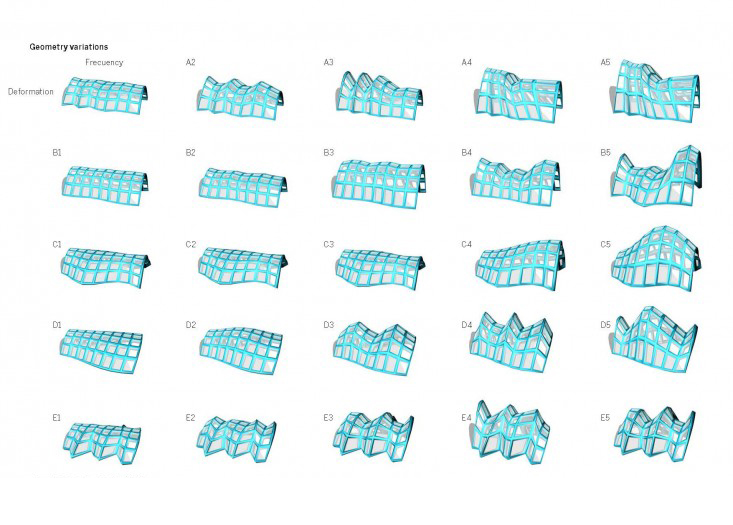 Geometry variations
Frecuency
A2
A3
A4
A5
Deformation
B1
B2
B3
B4
B5
C1
C2
C3
C4
C5
D1
D2
D3
D4
D5
E1
E2
E3
E4
E5